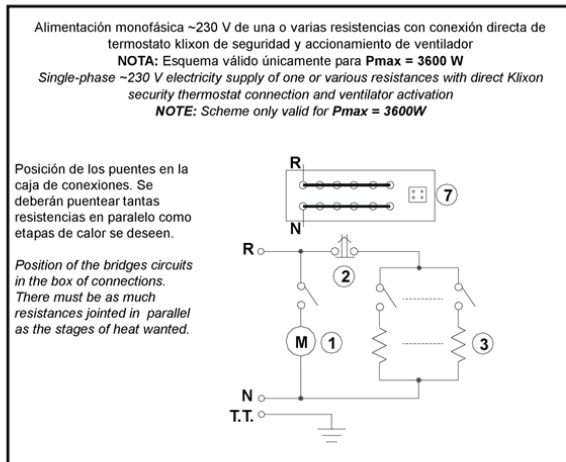 Alimentación monofásica ~230 V de una o varias resistencias con conexión directa de
termostato klixon de seguridad y accionamiento de ventilador
NOTA: Esquema válido únicamente para Pmax = 3600 W
Single-phase ~230 V electricity supply of one or various resistances with direct Klixon
security thermostat connection and ventilator activation
NOTE: Scheme only valid for Pmax = 3600W
Posición de los puentes en la
caja de conexiones. Se
deberán puentear tantas
resistencias en paralelo como
etapas de calor se deseen.
Position of the bridges circuits
in the box of connections.
There must be as much
resistances jointed in parallel
as the stages of heat wanted.
R
7
N
R
2
M 1
3
N
T.T.